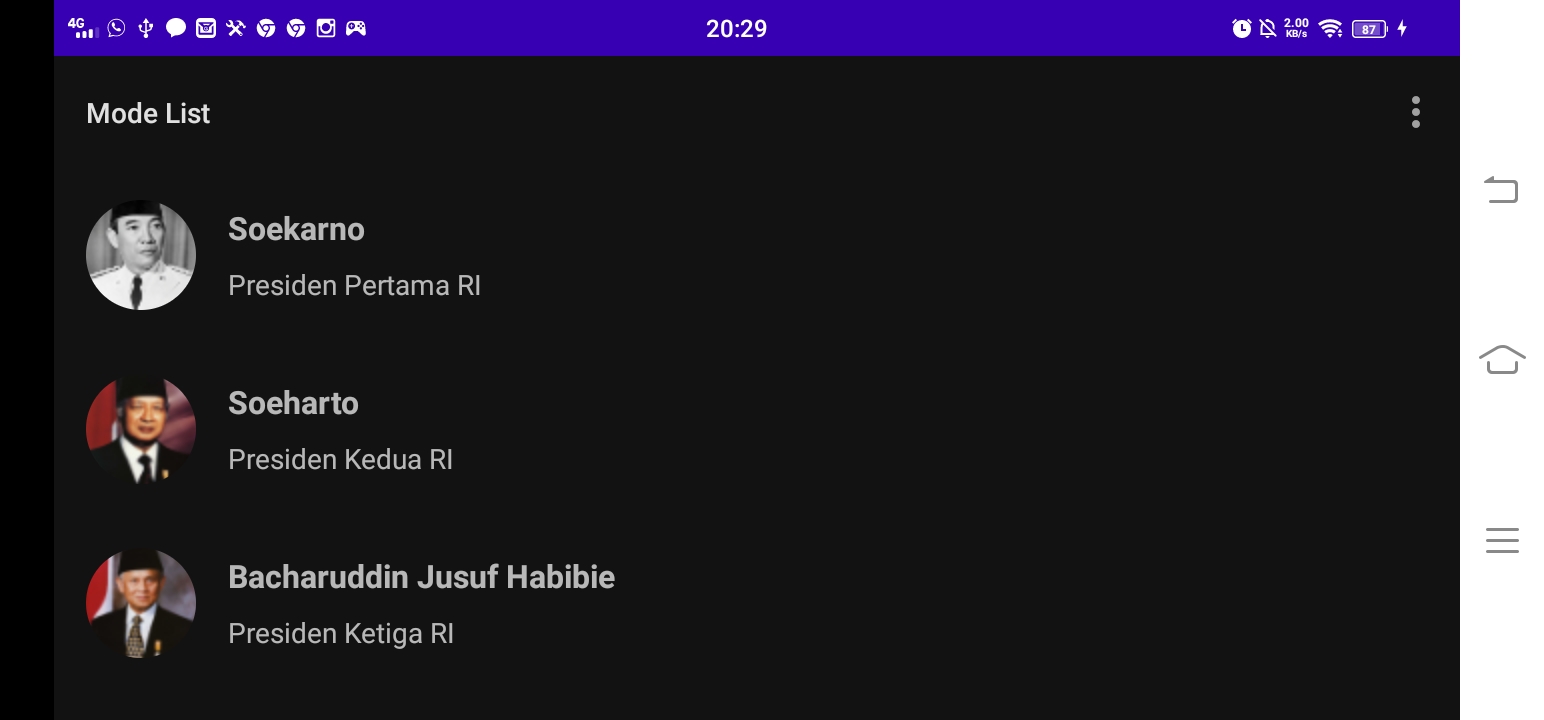 4G
20:29
2.00
KB/s
87
Mode List
Soekarno
Presiden Pertama RI
Soeharto
Presiden Kedua RI
Bacharuddin Jusuf Habibie
Presiden Ketiga RI